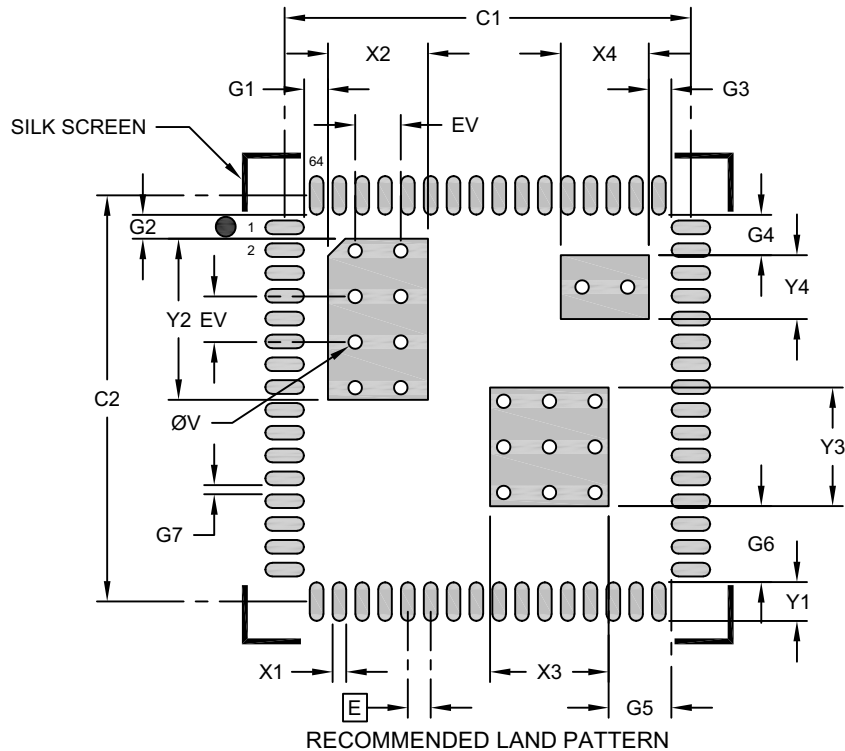 C1
X2
X4
G1
G3
EV
SILK SCREEN
64
1
G2
2
G4
Y2
EV
Y4
C2
ØV
Y3
G7
G6
Y1
X1
X3
E
G5
RECOMMENDED LAND PATTERN